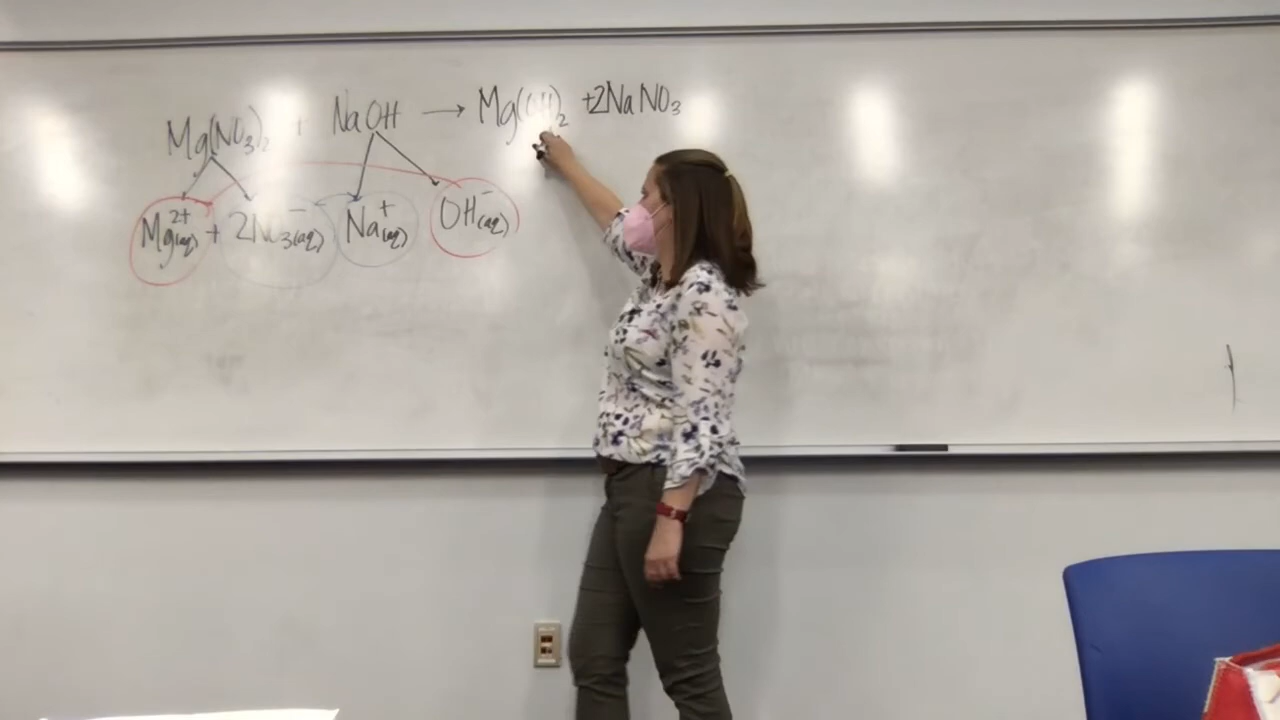 Mg(NO₃)₂ + NaOH → Mg(OH)₂ +2NaNO₃
Mg²⁺(aq) + 2NO₃⁻(aq) Na⁺(aq) OH⁻(aq)